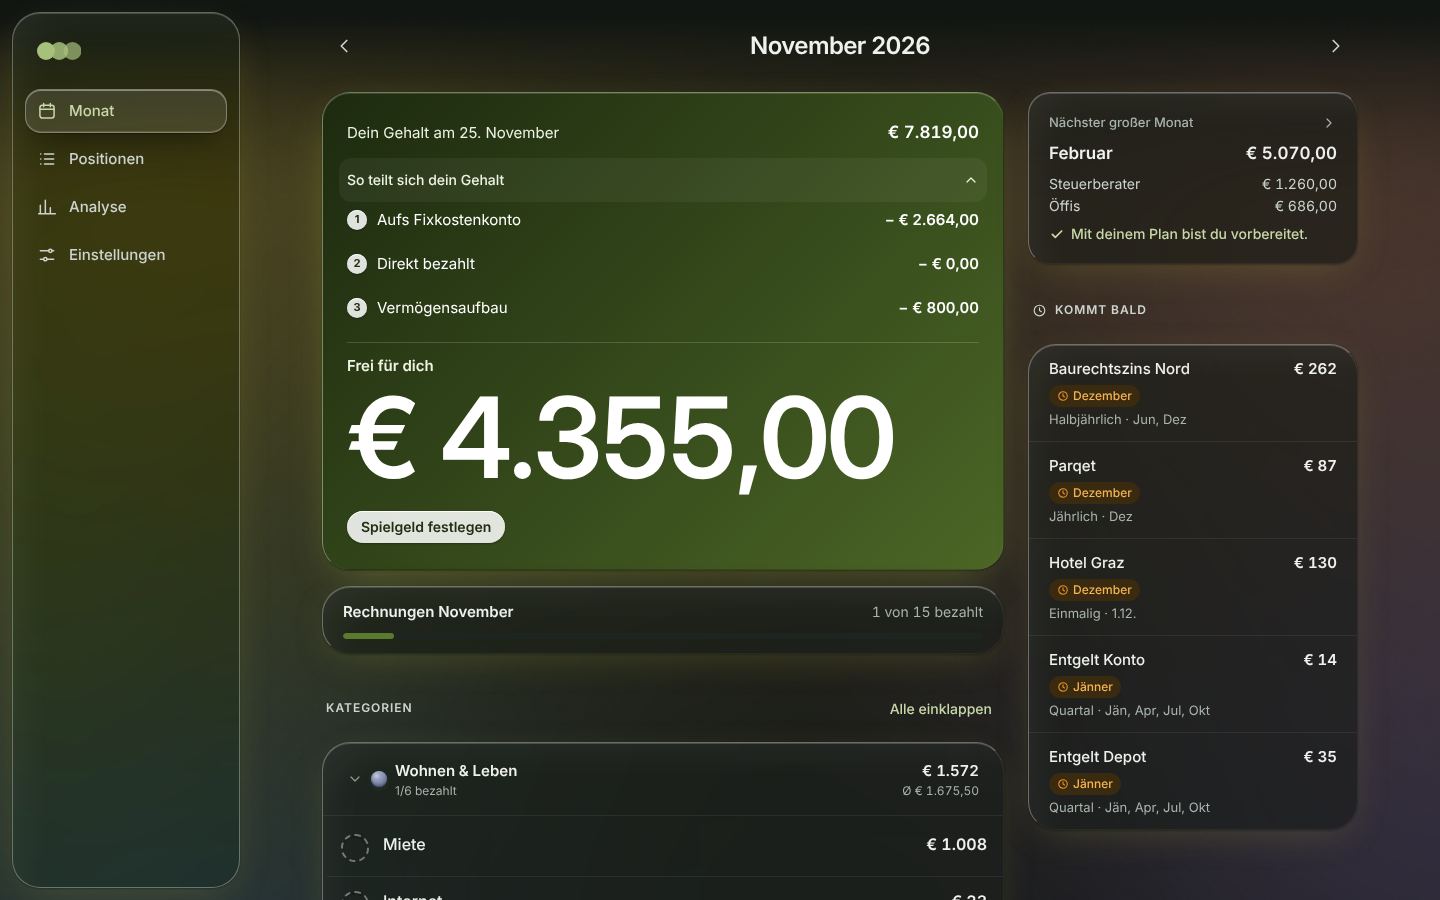 November 2026
Monat
Positionen
Analyse
Einstellungen
Dein Gehalt am 25. November € 7.819,00
So teilt sich dein Gehalt
1 Aufs Fixkostenkonto – € 2.664,00
2 Direkt bezahlt – € 0,00
3 Vermögensaufbau – € 800,00
Frei für dich
€ 4.355,00
Spielgeld festlegen
Rechnungen November 1 von 15 bezahlt
KATEGORIEN Alle einklappen
Wohnen & Leben € 1.572
1/6 bezahlt Ø € 1.675,50
Miete € 1.008
Nächster großer Monat
Februar € 5.070,00
Steuerberater € 1.260,00
Öffis € 686,00
Mit deinem Plan bist du vorbereitet.
KOMMT BALD
Baurechtszins Nord € 262
Dezember
Halbjährlich · Jun, Dez
Parqet € 87
Dezember
Jährlich · Dez
Hotel Graz € 130
Dezember
Einmalig · 1.12.
Entgelt Konto € 14
Jänner
Quartal · Jän, Apr, Jul, Okt
Entgelt Depot € 35
Jänner
Quartal · Jän, Apr, Jul, Okt